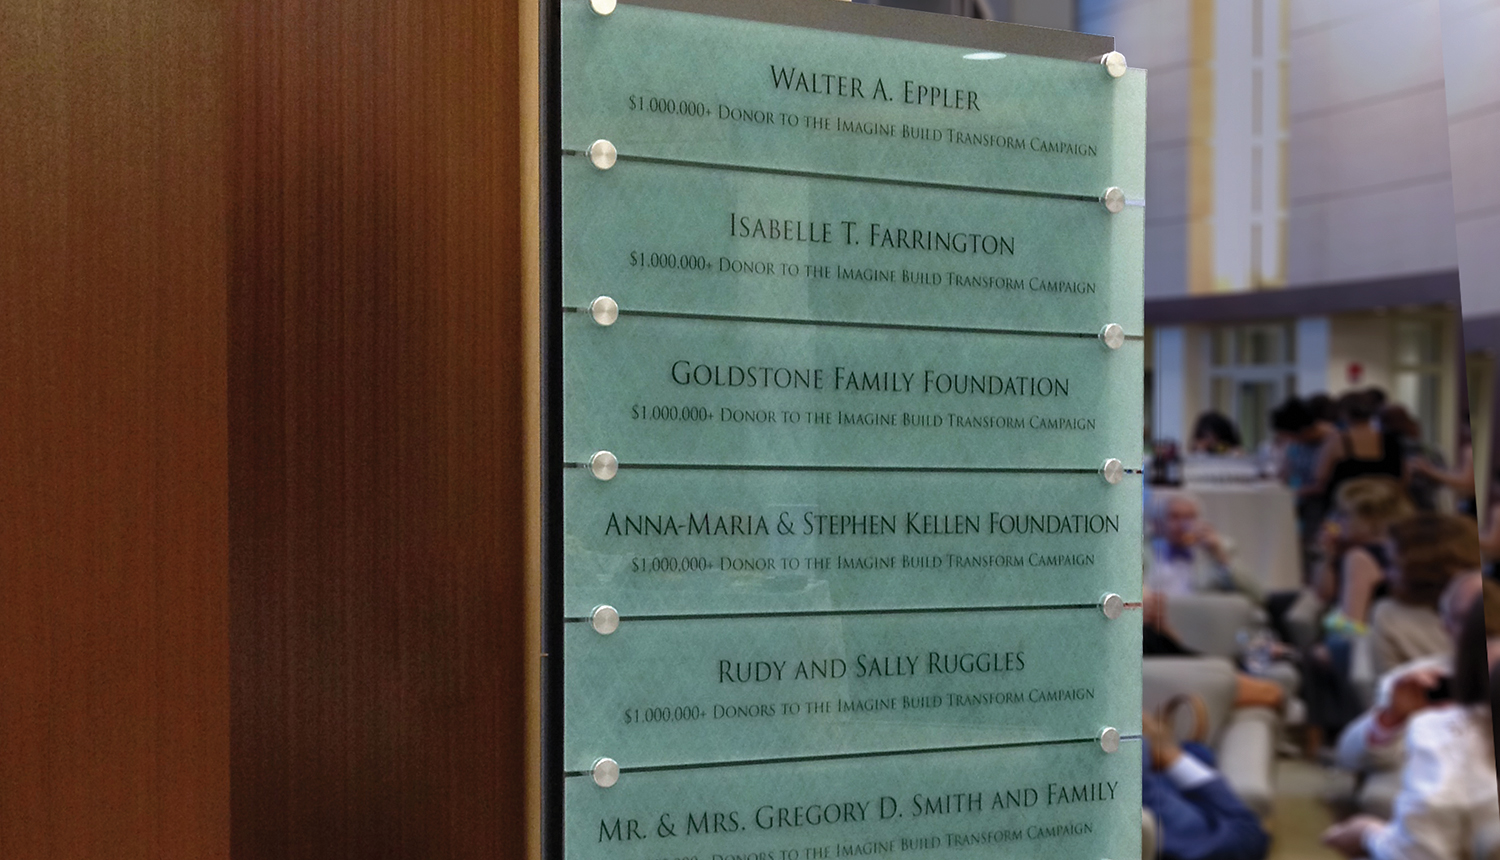 WALTER A. EPPLER
$1,000,000+ DONOR TO THE IMAGINE BUILD TRANSFORM CAMPAIGN
ISABELLE T. FARRINGTON
$1,000,000+ DONOR TO THE IMAGINE BUILD TRANSFORM CAMPAIGN
GOLDSTONE FAMILY FOUNDATION
$1,000,000+ DONOR TO THE IMAGINE BUILD TRANSFORM CAMPAIGN
ANNA-MARIA & STEPHEN KELLEN FOUNDATION
$1,000,000+ DONOR TO THE IMAGINE BUILD TRANSFORM CAMPAIGN
RUDY AND SALLY RUGGLES
$1,000,000+ DONORS TO THE IMAGINE BUILD TRANSFORM CAMPAIGN
MR. & MRS. GREGORY D. SMITH AND FAMILY
DONORS TO THE IMAGINE BUILD TRANSFORM CAMPAIGN